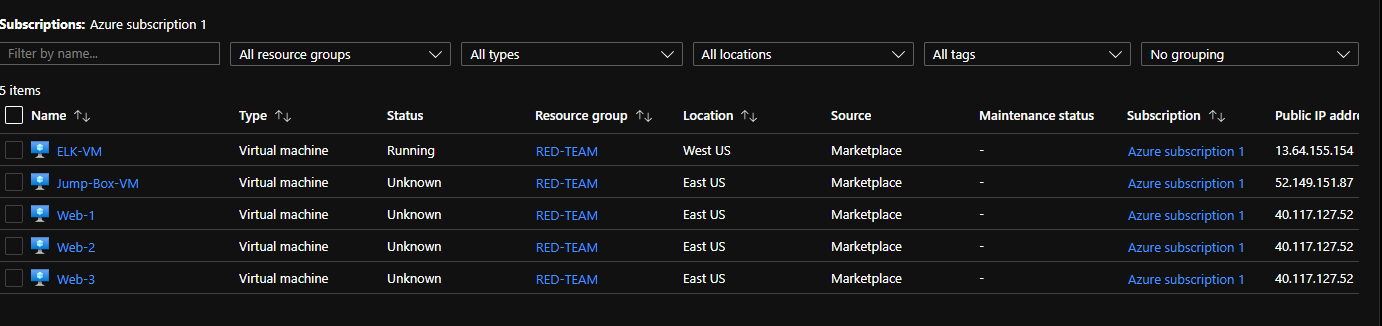 Subscriptions: Azure subscription 1
Filter by name... All resource groups All types All locations All tags No grouping
5 items
Name Type Status Resource group Location Source Maintenance status Subscription Public IP addre
ELK-VM Virtual machine Running RED-TEAM West US Marketplace - Azure subscription 1 13.64.155.154
Jump-Box-VM Virtual machine Unknown RED-TEAM East US Marketplace - Azure subscription 1 52.149.151.87
Web-1 Virtual machine Unknown RED-TEAM East US Marketplace - Azure subscription 1 40.117.127.52
Web-2 Virtual machine Unknown RED-TEAM East US Marketplace - Azure subscription 1 40.117.127.52
Web-3 Virtual machine Unknown RED-TEAM East US Marketplace - Azure subscription 1 40.117.127.52